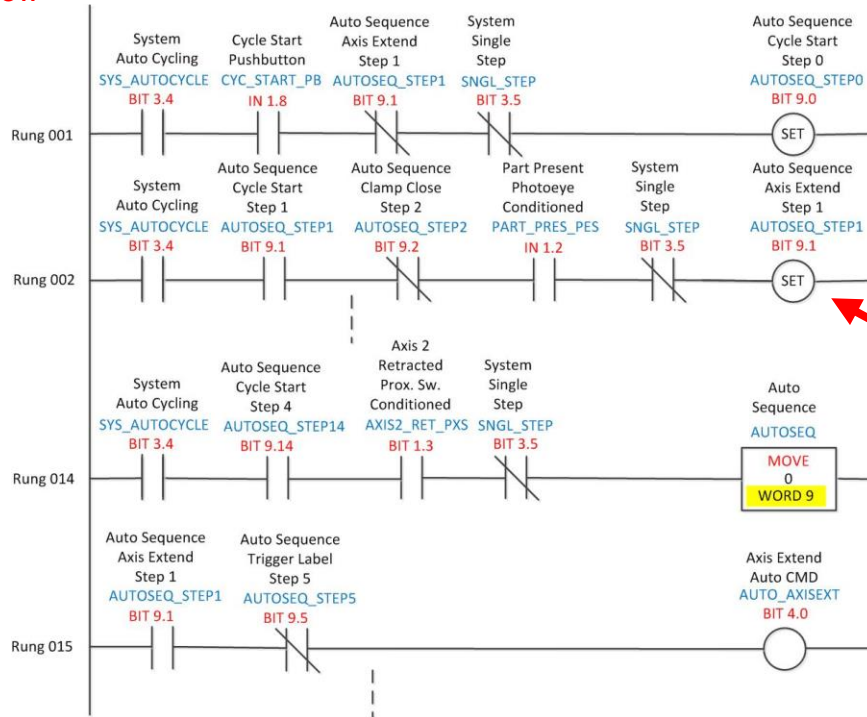 System
Auto Cycling
SYS_AUTOCYCLE
BIT 3.4
Cycle Start
Pushbutton
CYC_START_PB
IN 1.8
Auto Sequence
Axis Extend
Step 1
AUTOSEQ_STEP1
BIT 9.1
System
Single
Step
SNGL_STEP
BIT 3.5
Auto Sequence
Cycle Start
Step 0
AUTOSEQ_STEP0
BIT 9.0
Rung 001
SET
System
Auto Cycling
SYS_AUTOCYCLE
BIT 3.4
Auto Sequence
Cycle Start
Step 1
AUTOSEQ_STEP1
BIT 9.1
Auto Sequence
Clamp Close
Step 2
AUTOSEQ_STEP2
BIT 9.2
Part Present
Photoeye
Conditioned
PART_PRES_PES
IN 1.2
System
Single
Step
SNGL_STEP
BIT 3.5
Auto Sequence
Axis Extend
Step 1
AUTOSEQ_STEP1
BIT 9.1
Rung 002
SET
System
Auto Cycling
SYS_AUTOCYCLE
BIT 3.4
Auto Sequence
Cycle Start
Step 4
AUTOSEQ_STEP14
BIT 9.14
Axis 2
Retracted
Prox. Sw.
Conditioned
AXIS2_RET_PXS
BIT 1.3
System
Single
Step
SNGL_STEP
BIT 3.5
Auto
Sequence
AUTOSEQ
MOVE
0
WORD 9
Rung 014
Auto Sequence
Axis Extend
Step 1
AUTOSEQ_STEP1
BIT 9.1
Auto Sequence
Trigger Label
Step 5
AUTOSEQ_STEP5
BIT 9.5
Axis Extend
Auto CMD
AUTO_AXISEXT
BIT 4.0
Rung 015